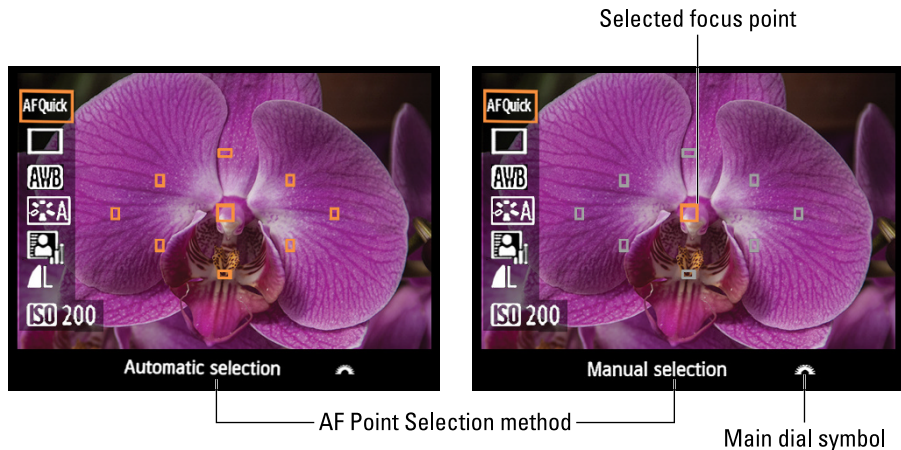 Selected focus point
AF Quick
AWB
A
L
ISO 200
Automatic selection
AF Quick
AWB
A
L
ISO 200
Manual selection
AF Point Selection method
Main dial symbol